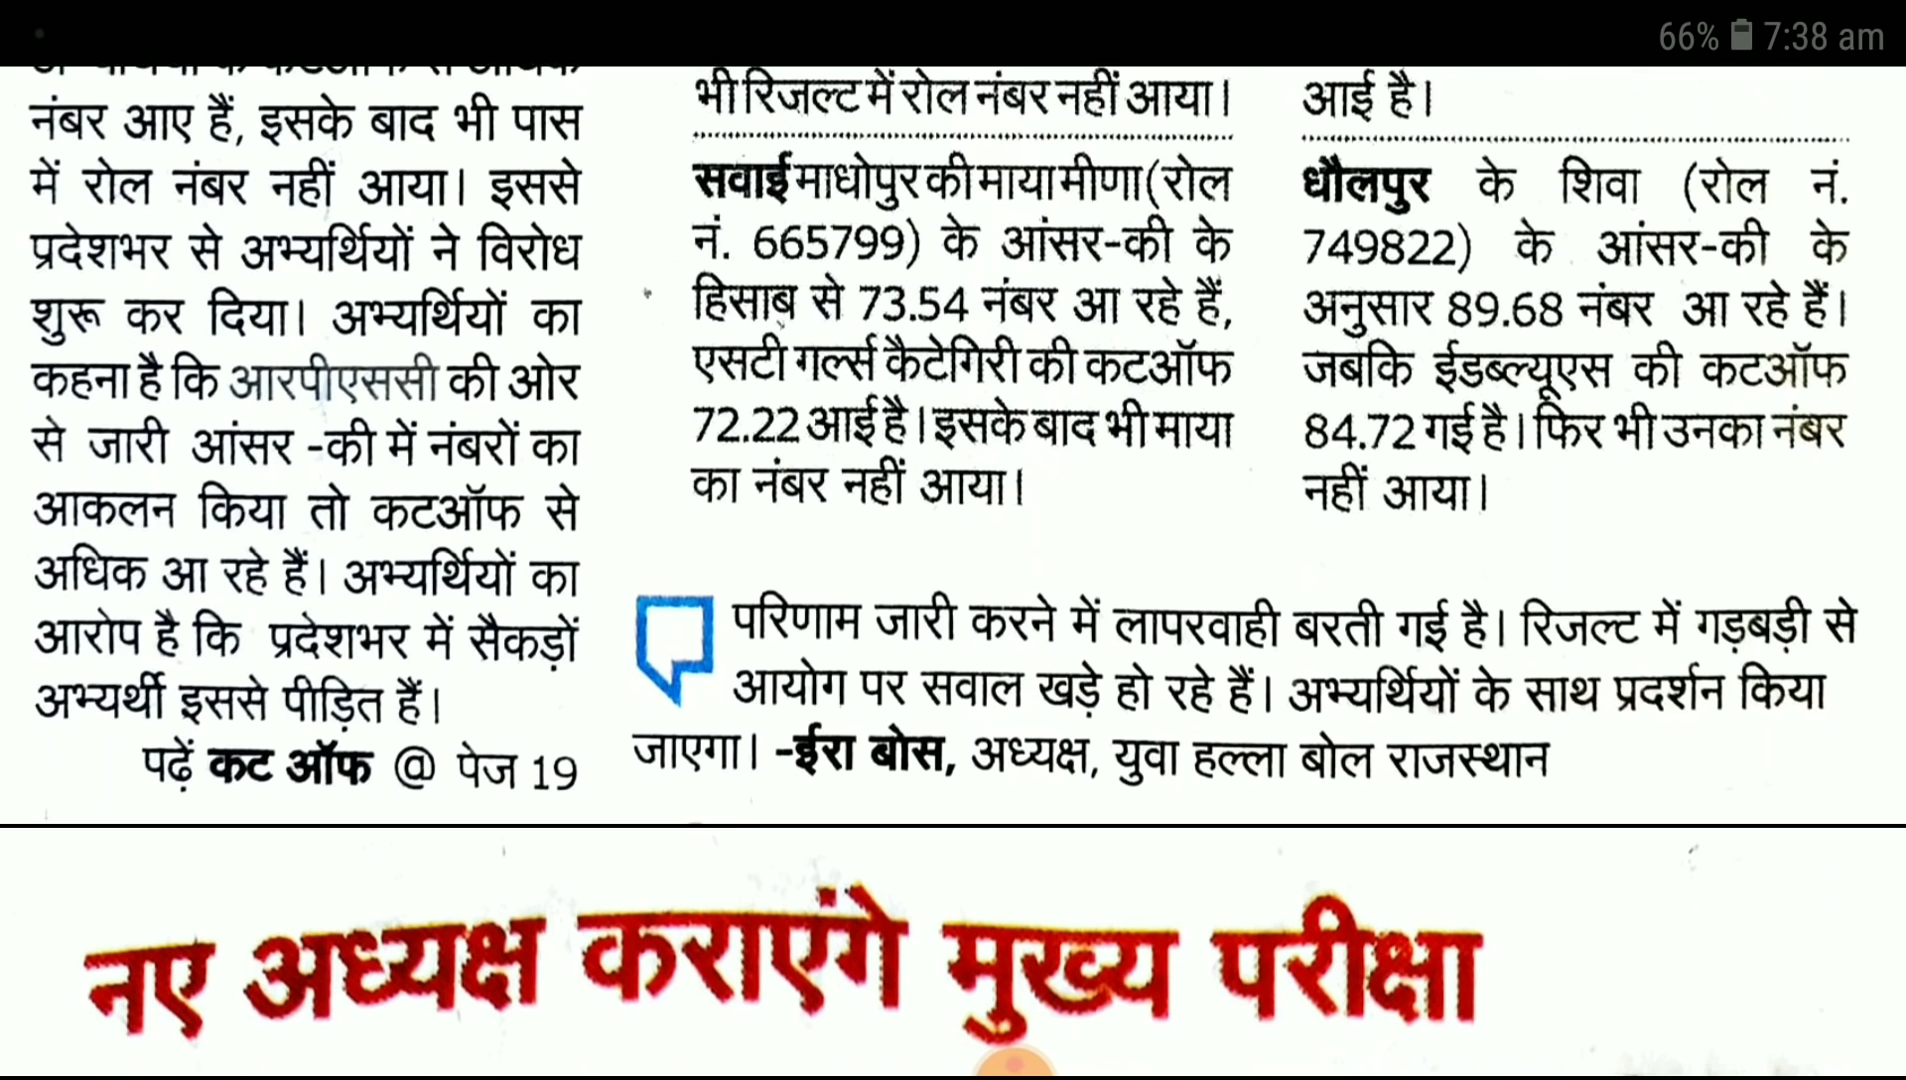 66% 7:38 am
नंबर आए हैं, इसके बाद भी पास
में रोल नंबर नहीं आया। इससे
प्रदेशभर से अभ्यर्थियों ने विरोध
शुरू कर दिया। अभ्यर्थियों का
कहना है कि आरपीएससी की ओर
से जारी आंसर -की में नंबरों का
आकलन किया तो कटऑफ से
अधिक आ रहे हैं। अभ्यर्थियों का
आरोप है कि प्रदेशभर में सैकड़ों
अभ्यर्थी इससे पीड़ित हैं।
पढ़ें कट ऑफ @ पेज 19
भी रिजल्ट में रोल नंबर नहीं आया।
सवाई माधोपुर की माया मीणा (रोल
नं. 665799) के आंसर-की के
हिसाब से 73.54 नंबर आ रहे हैं,
एसटी गर्ल्स कैटेगिरी की कटऑफ
72.22 आई है। इसके बाद भी माया
का नंबर नहीं आया।
आई है।
धौलपुर के शिवा (रोल नं.
749822) के आंसर-की के
अनुसार 89.68 नंबर आ रहे हैं।
जबकि ईडब्ल्यूएस की कटऑफ
84.72 गई है। फिर भी उनका नंबर
नहीं आया।
परिणाम जारी करने में लापरवाही बरती गई है। रिजल्ट में गड़बड़ी से
आयोग पर सवाल खड़े हो रहे हैं। अभ्यर्थियों के साथ प्रदर्शन किया
जाएगा। -ईरा बोस, अध्यक्ष, युवा हल्ला बोल राजस्थान
नए अध्यक्ष कराएंगे मुख्य परीक्षा